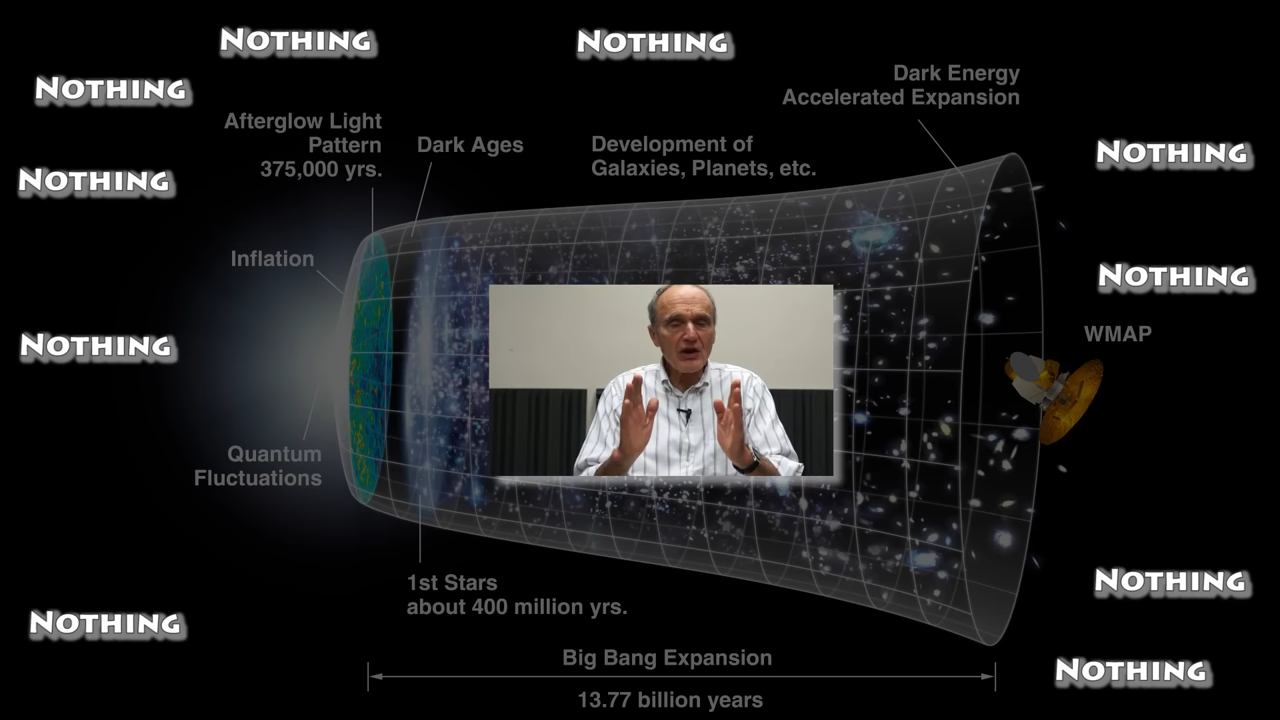 Nothing
Nothing
Dark Energy
Accelerated Expansion
Nothing
Afterglow Light
Pattern
375,000 yrs.
Dark Ages
Development of
Galaxies, Planets, etc.
Nothing
Nothing
Inflation
Nothing
WMAP
Nothing
Quantum
Fluctuations
1st Stars
about 400 million yrs.
Nothing
Nothing
Big Bang Expansion
Nothing
13.77 billion years